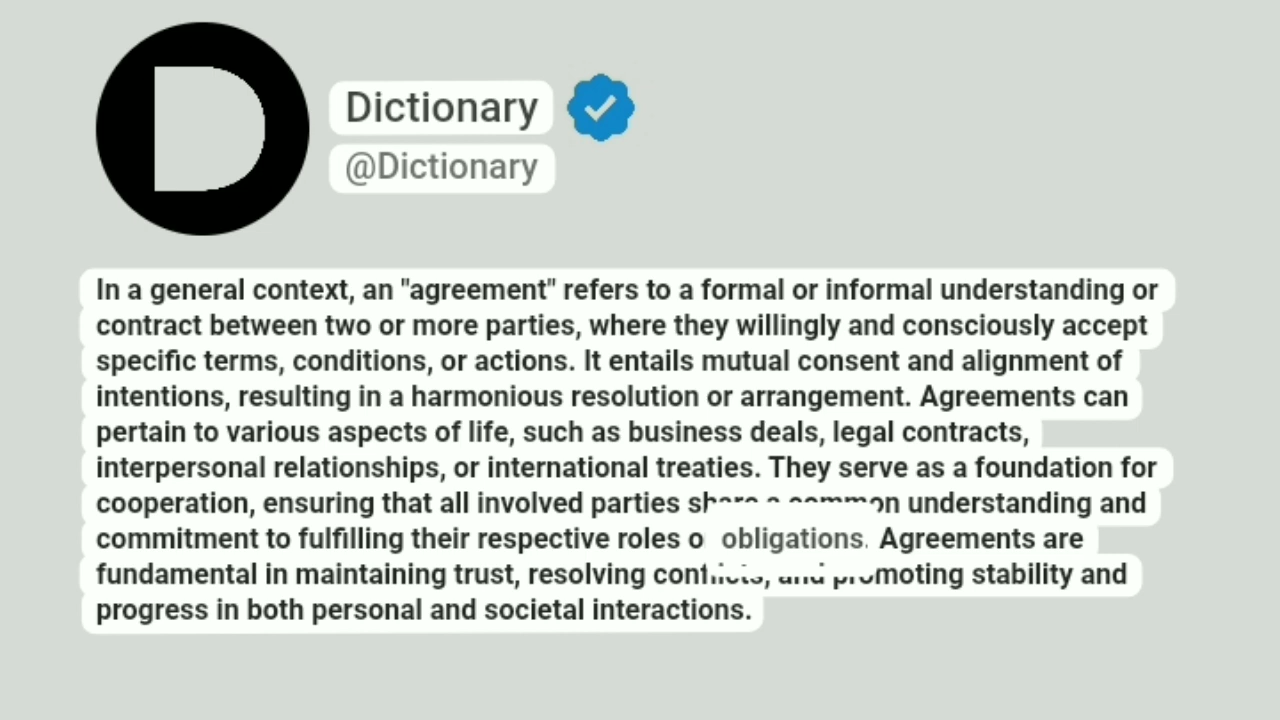 D
Dictionary
@Dictionary
In a general context, an "agreement" refers to a formal or informal understanding or
contract between two or more parties, where they willingly and consciously accept
specific terms, conditions, or actions. It entails mutual consent and alignment of
intentions, resulting in a harmonious resolution or arrangement. Agreements can
pertain to various aspects of life, such as business deals, legal contracts,
interpersonal relationships, or international treaties. They serve as a foundation for
cooperation, ensuring that all involved parties share a common understanding and
commitment to fulfilling their respective roles o obligations. Agreements are
fundamental in maintaining trust, resolving conflicts, and promoting stability and
progress in both personal and societal interactions.